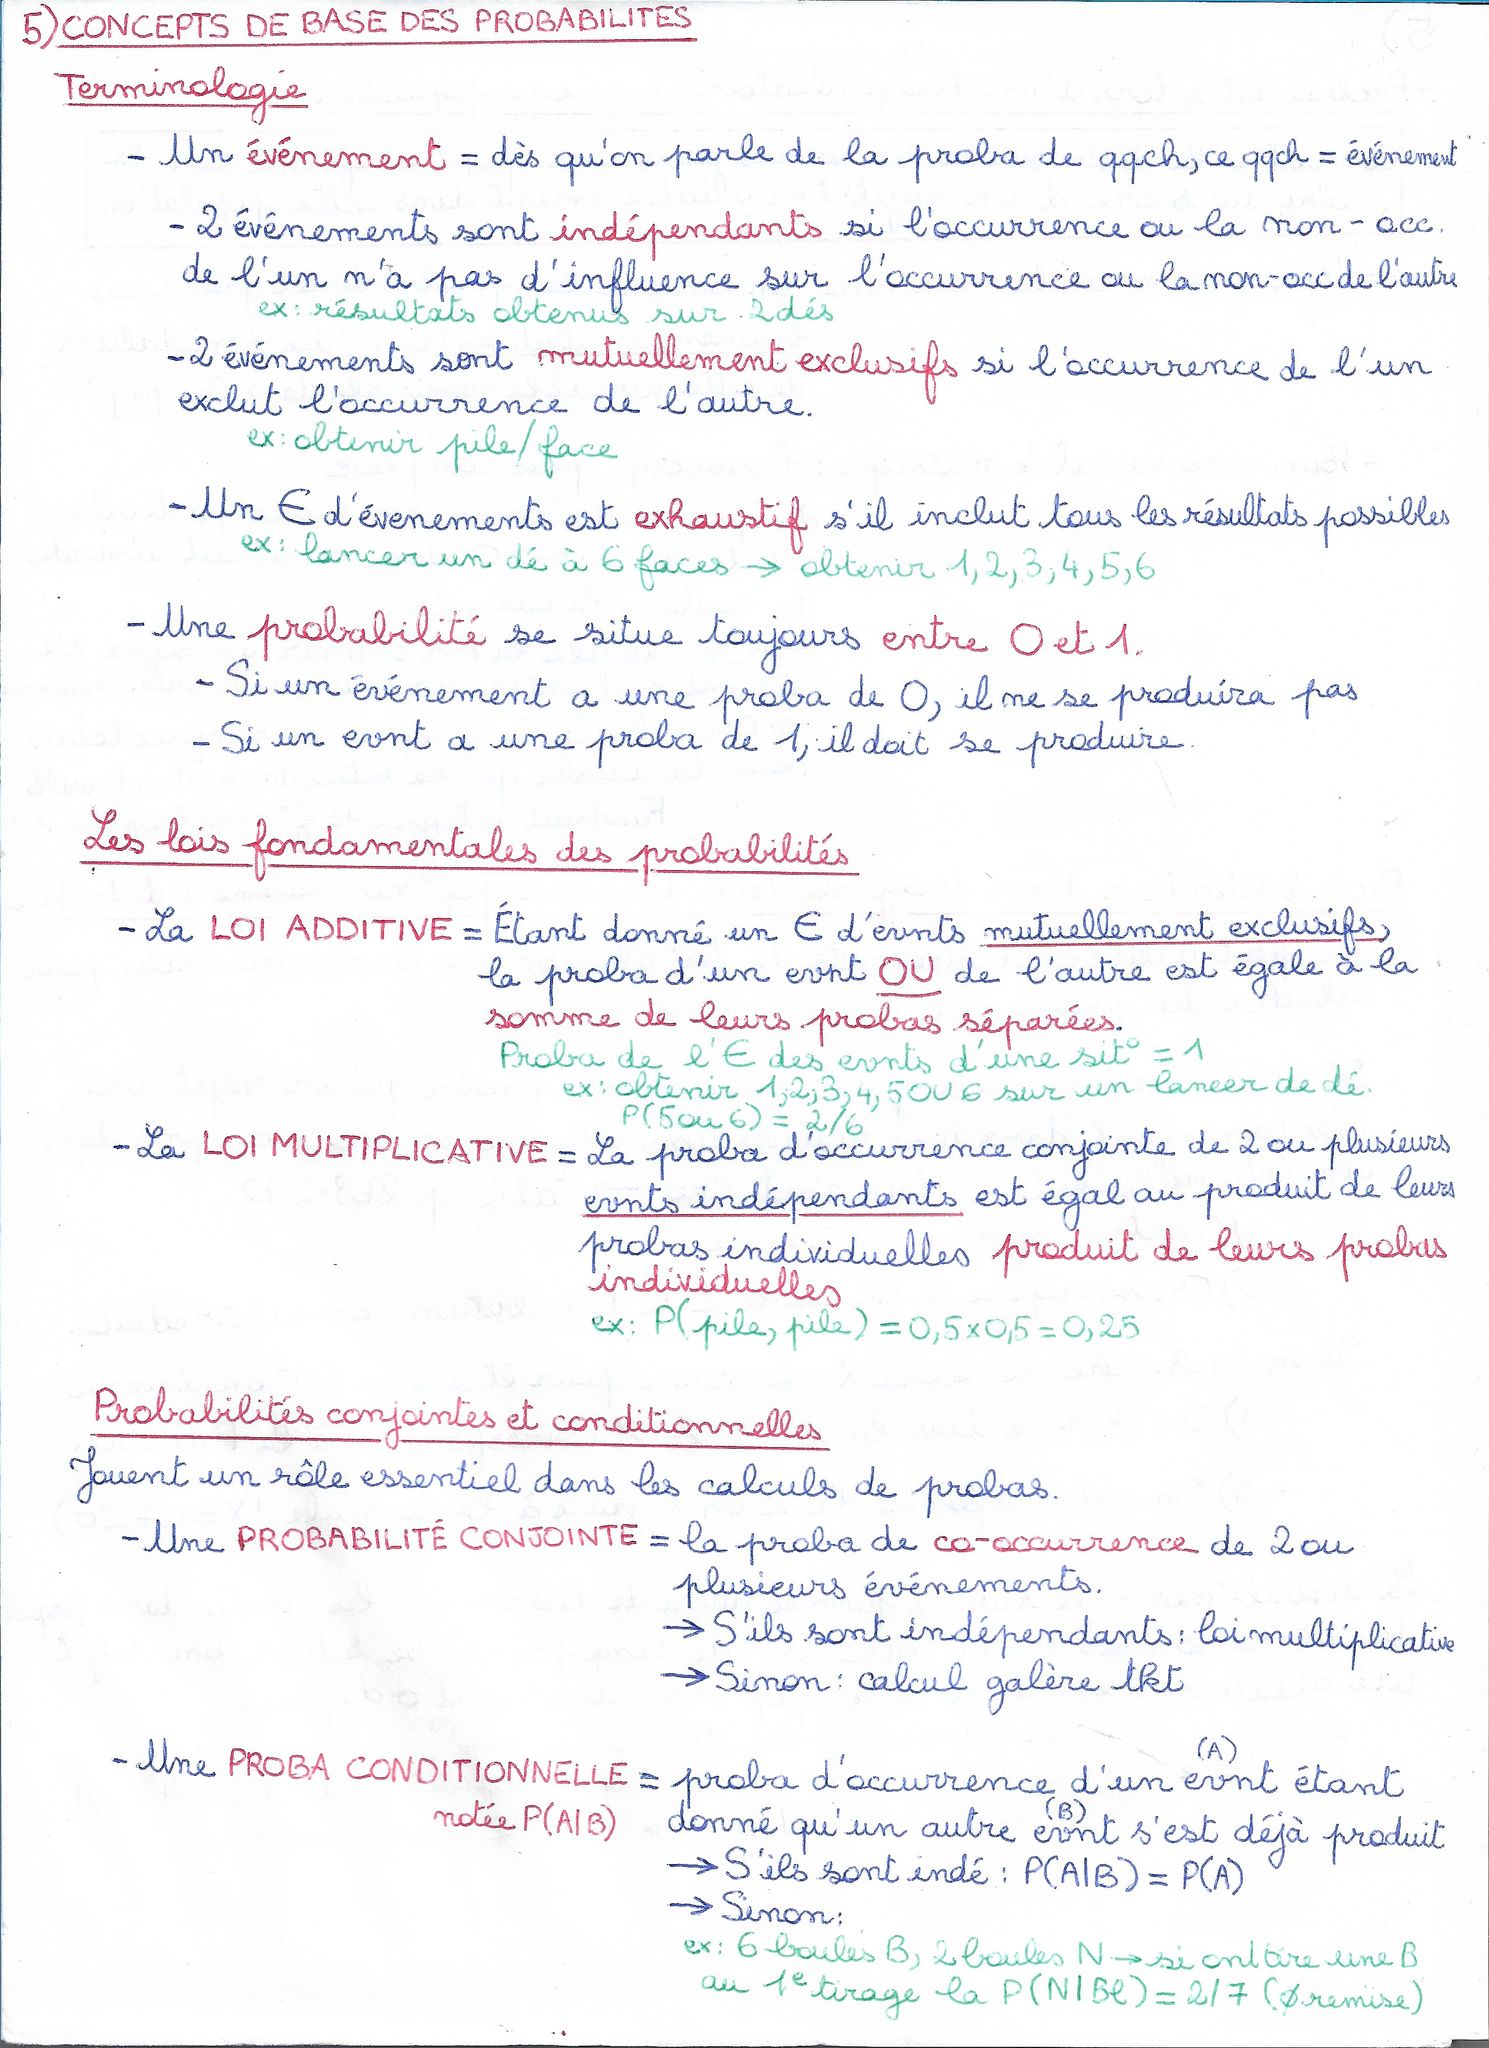 5) CONCEPTS DE BASE DES PROBABILITES
Terminologie
- Un événement = dès qu'on parle de la proba de qqch, ce qqch = événement
- 2 événements sont indépendants si l'occurrence ou la non-occ.
de l'un n'a pas d'influence sur l'occurrence ou la non-occ de l'autre
ex: résultats obtenus sur 2 dés
- 2 événements sont mutuellement exclusifs si l'occurrence de l'un
exclut l'occurrence de l'autre.
ex: obtenir pile/face
- Un E d'évenements est exhaustif s'il inclut tous les résultats possibles
ex: lancer un dé à 6 faces → obtenir 1, 2, 3, 4, 5, 6
- Une probabilité se situe toujours entre 0 et 1.
- Si un événement a une proba de 0, il ne se produira pas
- Si un evnt a une proba de 1, il doit se produire.
Les lois fondamentales des probabilités
- La LOI ADDITIVE = Étant donné un E d'evnts mutuellement exclusifs,
la proba d'un evnt OU de l'autre est égale à la
somme de leurs probas séparées.
Proba de l'E des evnts d'une sit° = 1
ex: obtenir 1, 2, 3, 4, 5 OU 6 sur un lancer de dé.
P(5 ou 6) = 2/6
- La LOI MULTIPLICATIVE = La proba d'occurrence conjointe de 2 ou plusieurs
evnts indépendants est égal au produit de leurs
probas individuelles produit de leurs probas
individuelles
ex: P(pile, pile) = 0,5 x 0,5 = 0,25
Probabilités conjointes et conditionnelles
Jouent un rôle essentiel dans les calculs de probas.
- Une PROBABILITÉ CONJOINTE = la proba de co-occurrence de 2 ou
plusieurs événements.
→ S'ils sont indépendants : loi multiplicative
→ Sinon : calcul galère tkt
- Une PROBA CONDITIONNELLE = proba d'occurrence d'un evnt (A) étant
notée P(A|B) donné qu'un autre evnt (B) s'est déjà produit
→ S'ils sont indé : P(A|B) = P(A)
→ Sinon :
ex: 6 boules B, 2 boules N → si on tire une B
au 1e tirage la P(N|Bl) = 2/7 (∅ remise)